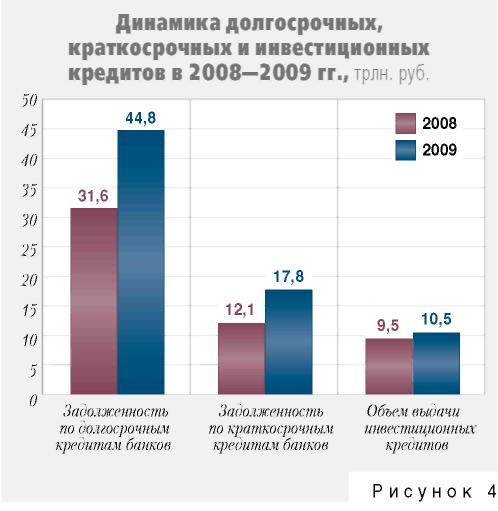 Динамика долгосрочных,
краткосрочных и инвестиционных
кредитов в 2008—2009 гг., трлн. руб.
50
45
40
35
30
25
20
15
10
5
0
31,6
44,8
12,1
17,8
9,5
10,5
2008
2009
Задолженность
по долгосрочным
кредитам банков
Задолженность
по краткосрочным
кредитам банков
Объем выдачи
инвестиционных
кредитов
Рисунок 4